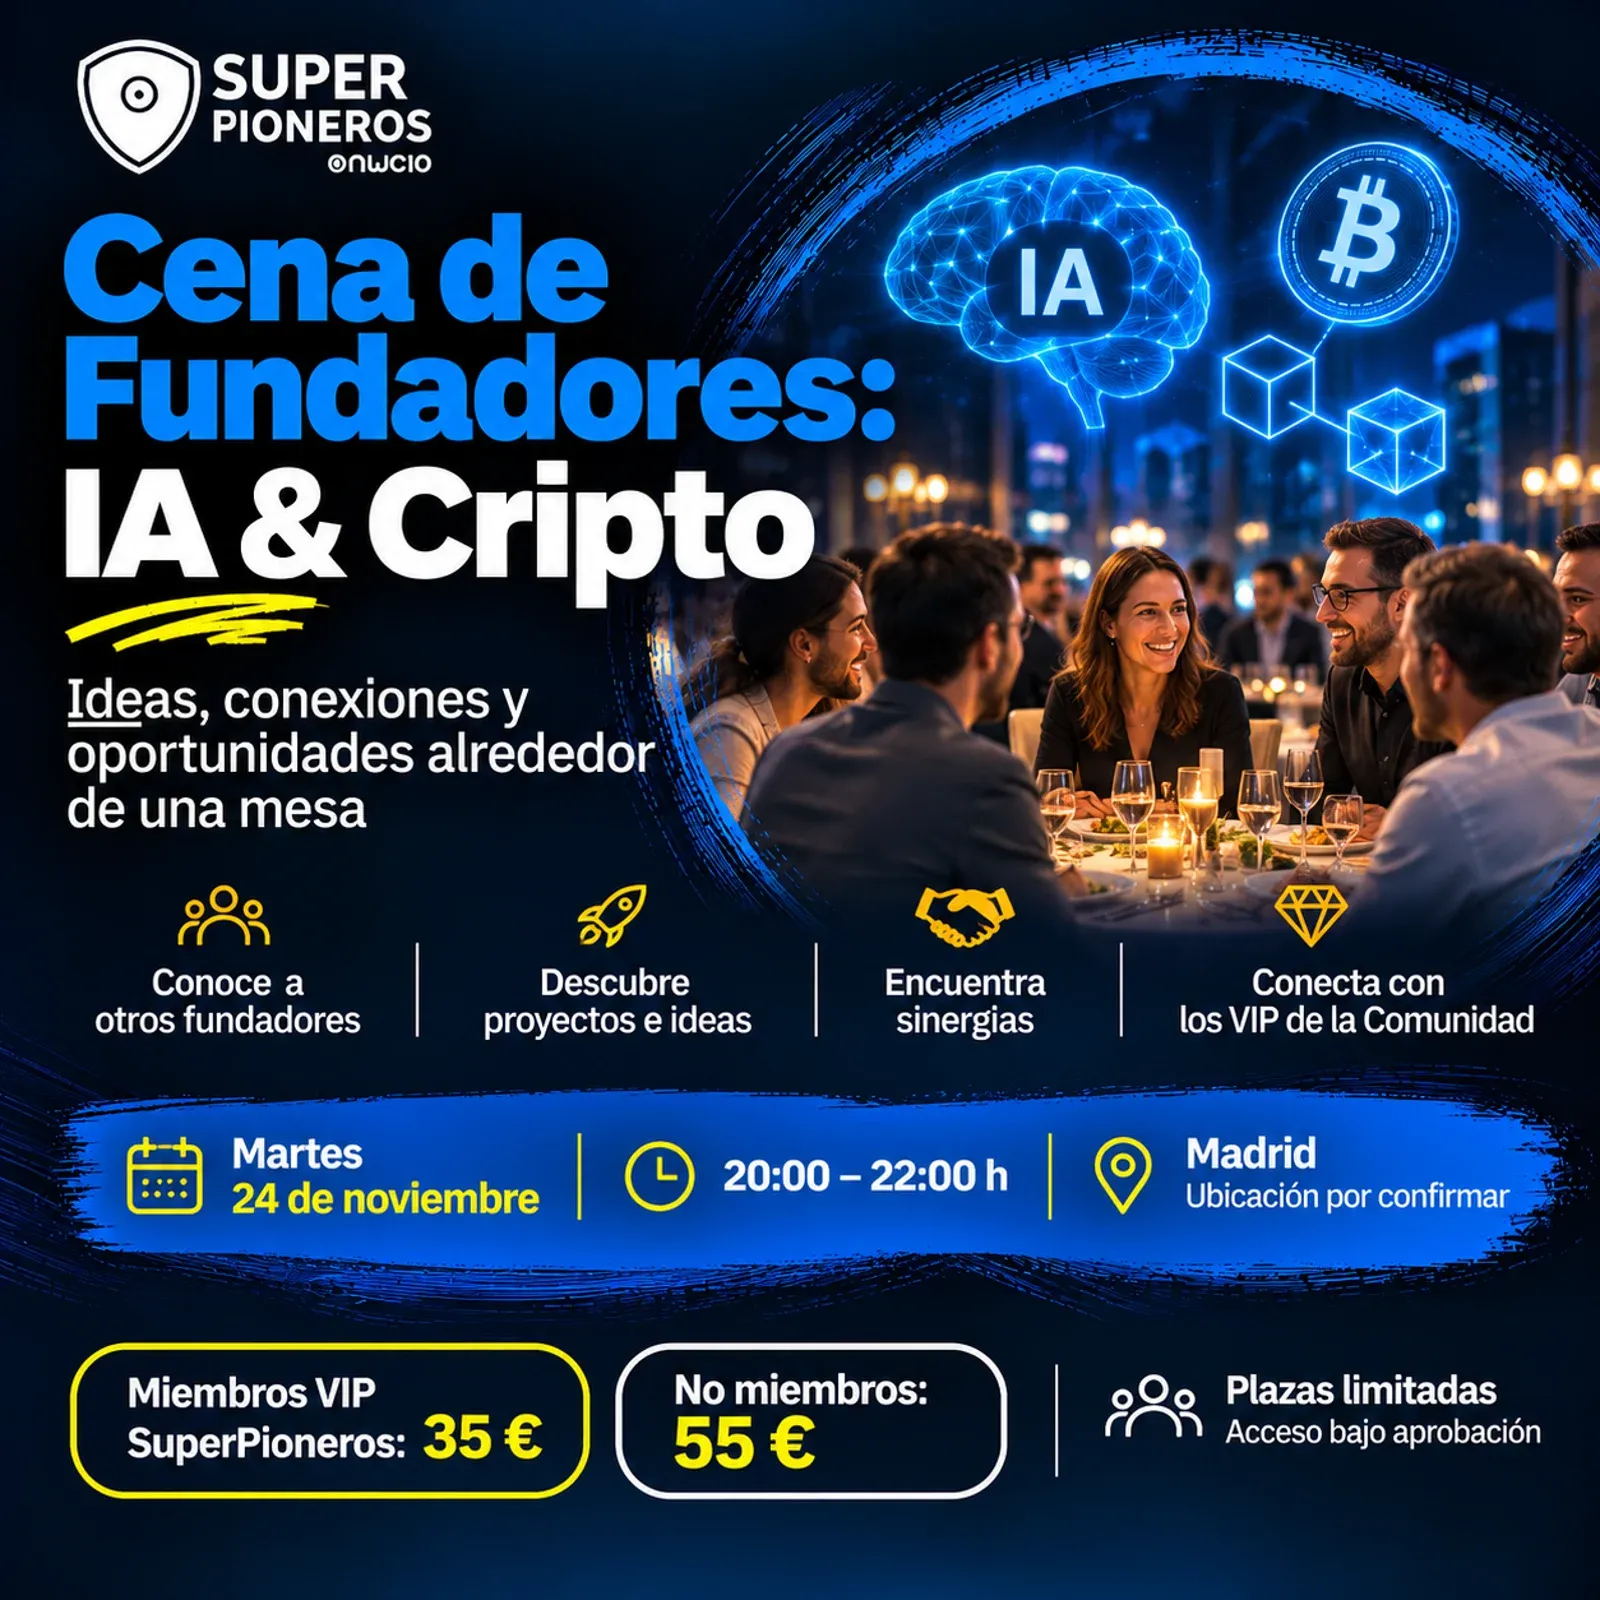 SUPER
PIONEROS
nwcio
Cena de
Fundadores:
IA & Cripto
IA
Ideas, conexiones y
oportunidades alrededor
de una mesa
Conoce a
otros fundadores
Descubre
proyectos e ideas
Encuentra
sinergias
Conecta con
los VIP de la Comunidad
Martes
24 de noviembre
20:00 – 22:00 h
Madrid
Ubicación por confirmar
Miembros VIP
SuperPioneros: 35 €
No miembros:
55 €
Plazas limitadas
Acceso bajo aprobación